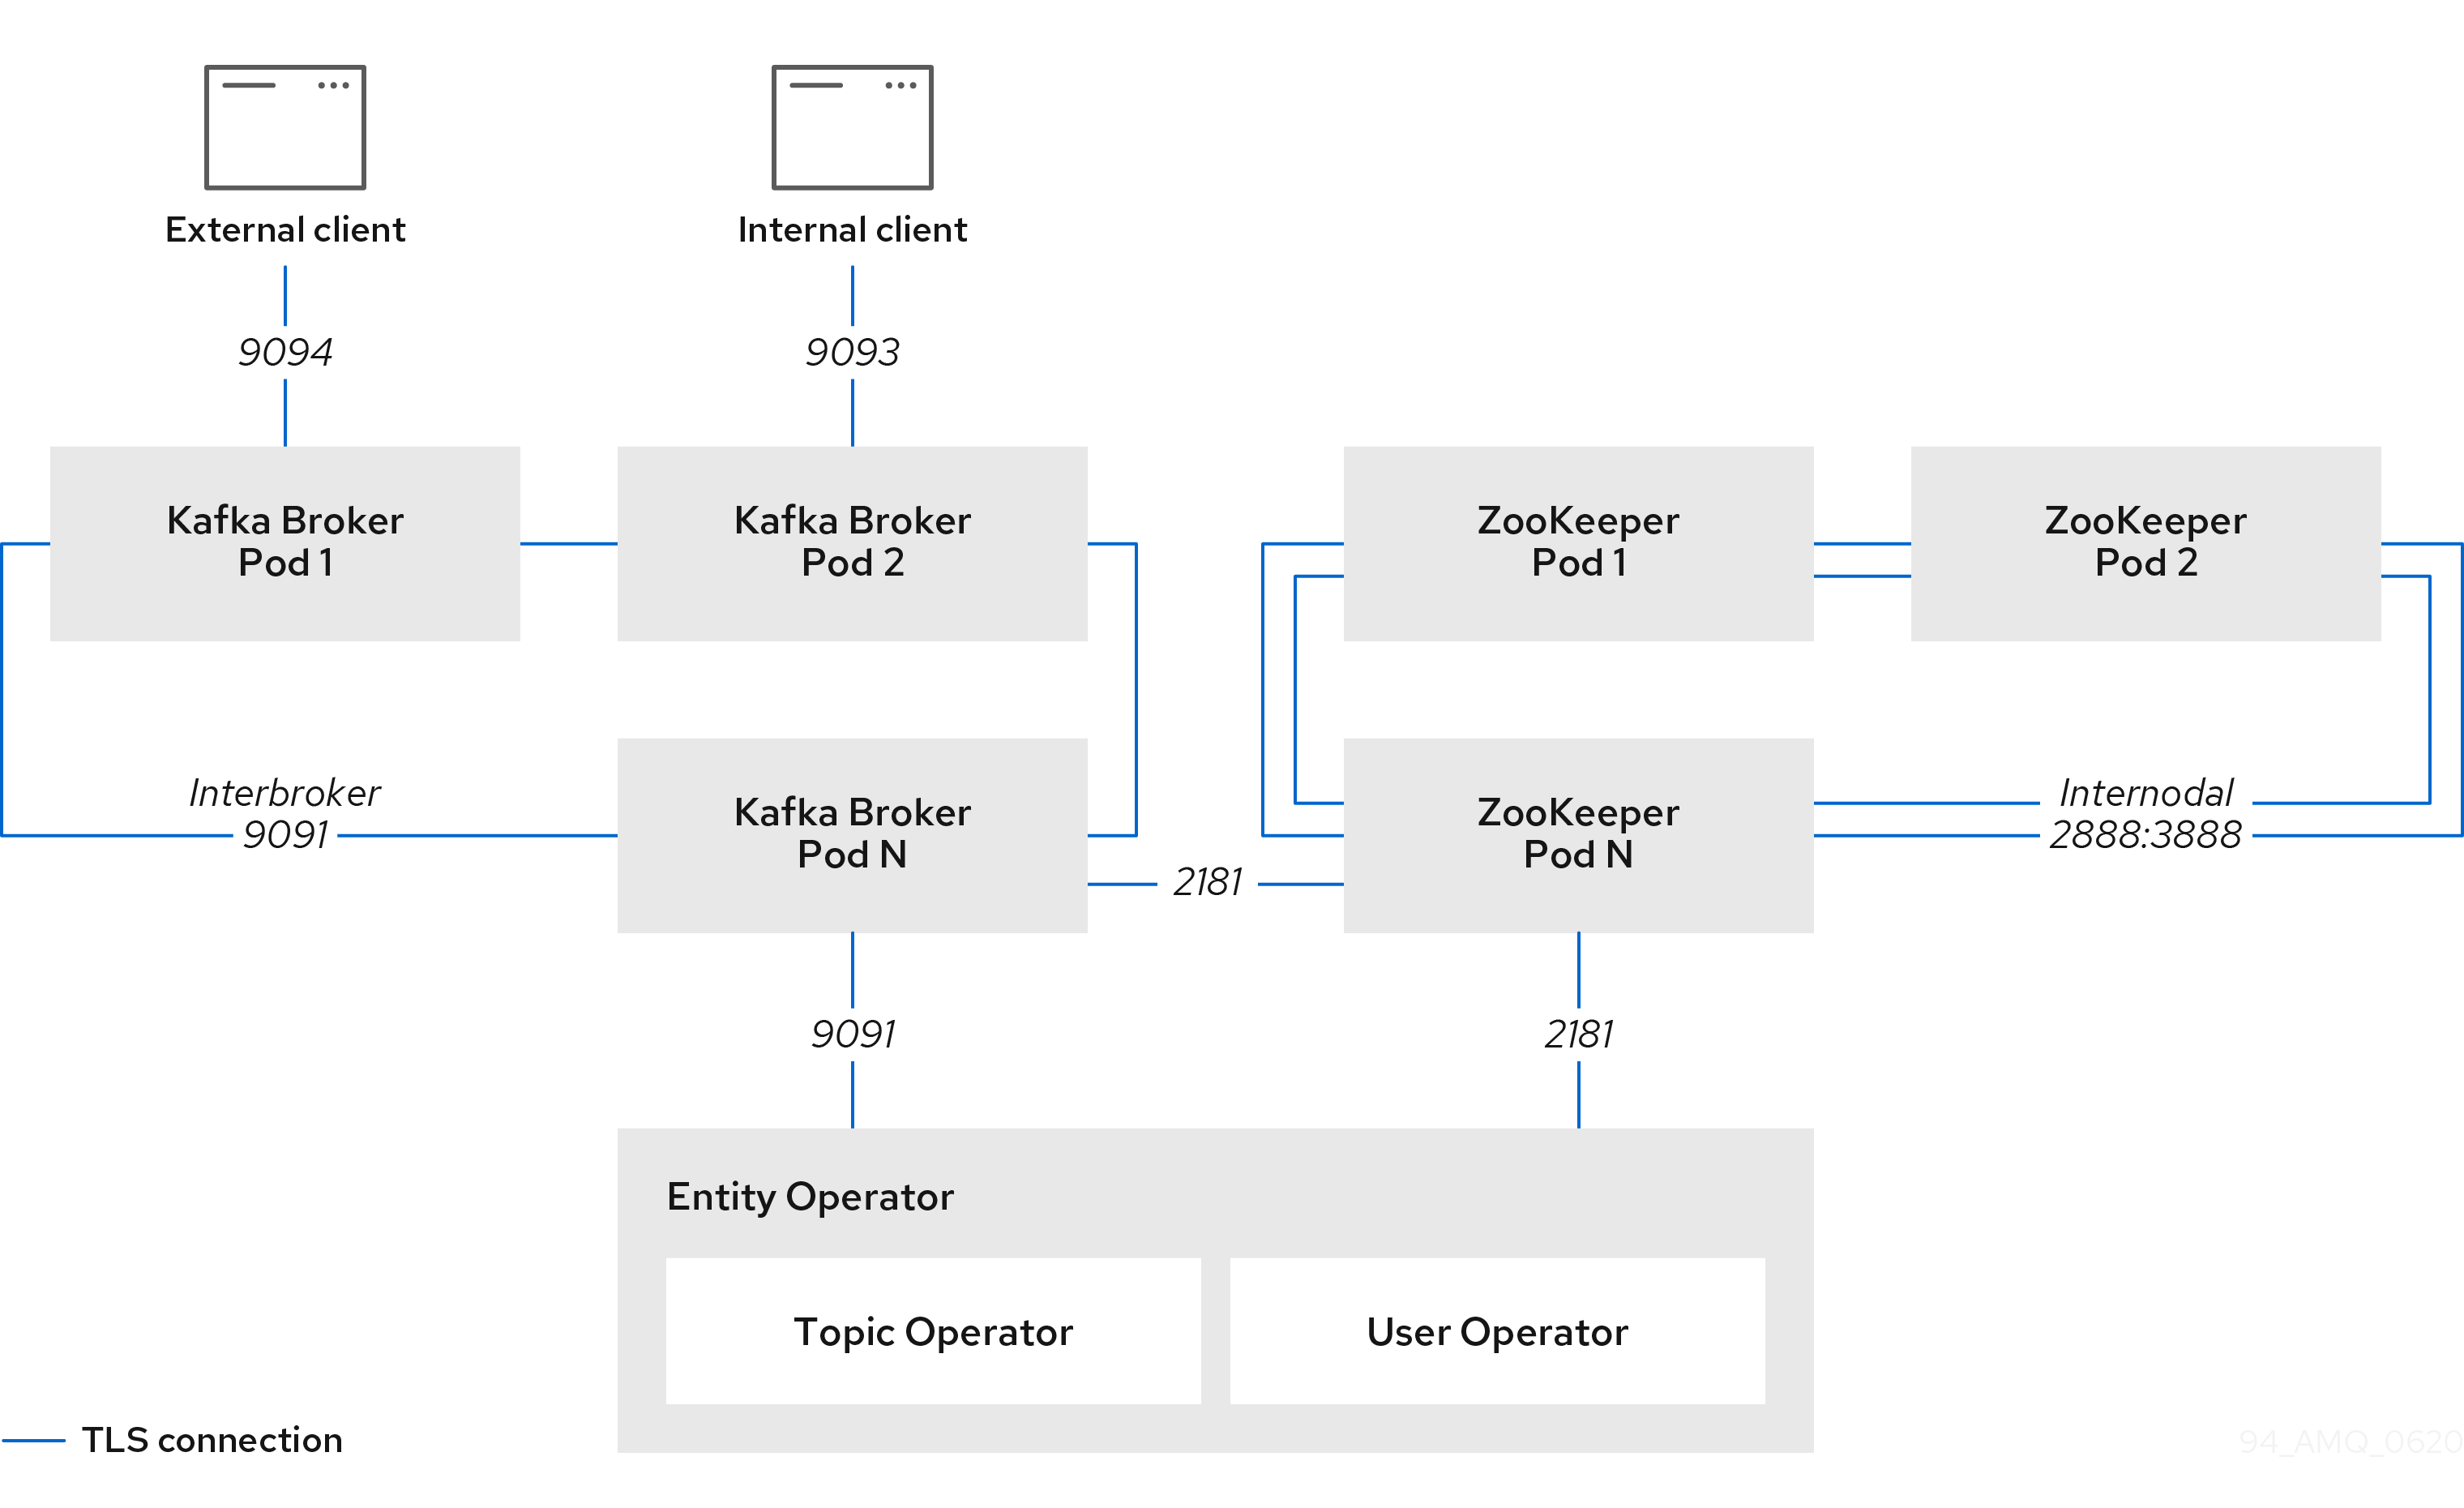 External client
Internal client
9094
9093
Kafka Broker
Pod 1
Kafka Broker
Pod 2
ZooKeeper
Pod 1
ZooKeeper
Pod 2
Interbroker
9091
Kafka Broker
Pod N
2181
ZooKeeper
Pod N
Internodal
2888:3888
9091
2181
Entity Operator
Topic Operator
User Operator
TLS connection
94_AMQ_0620